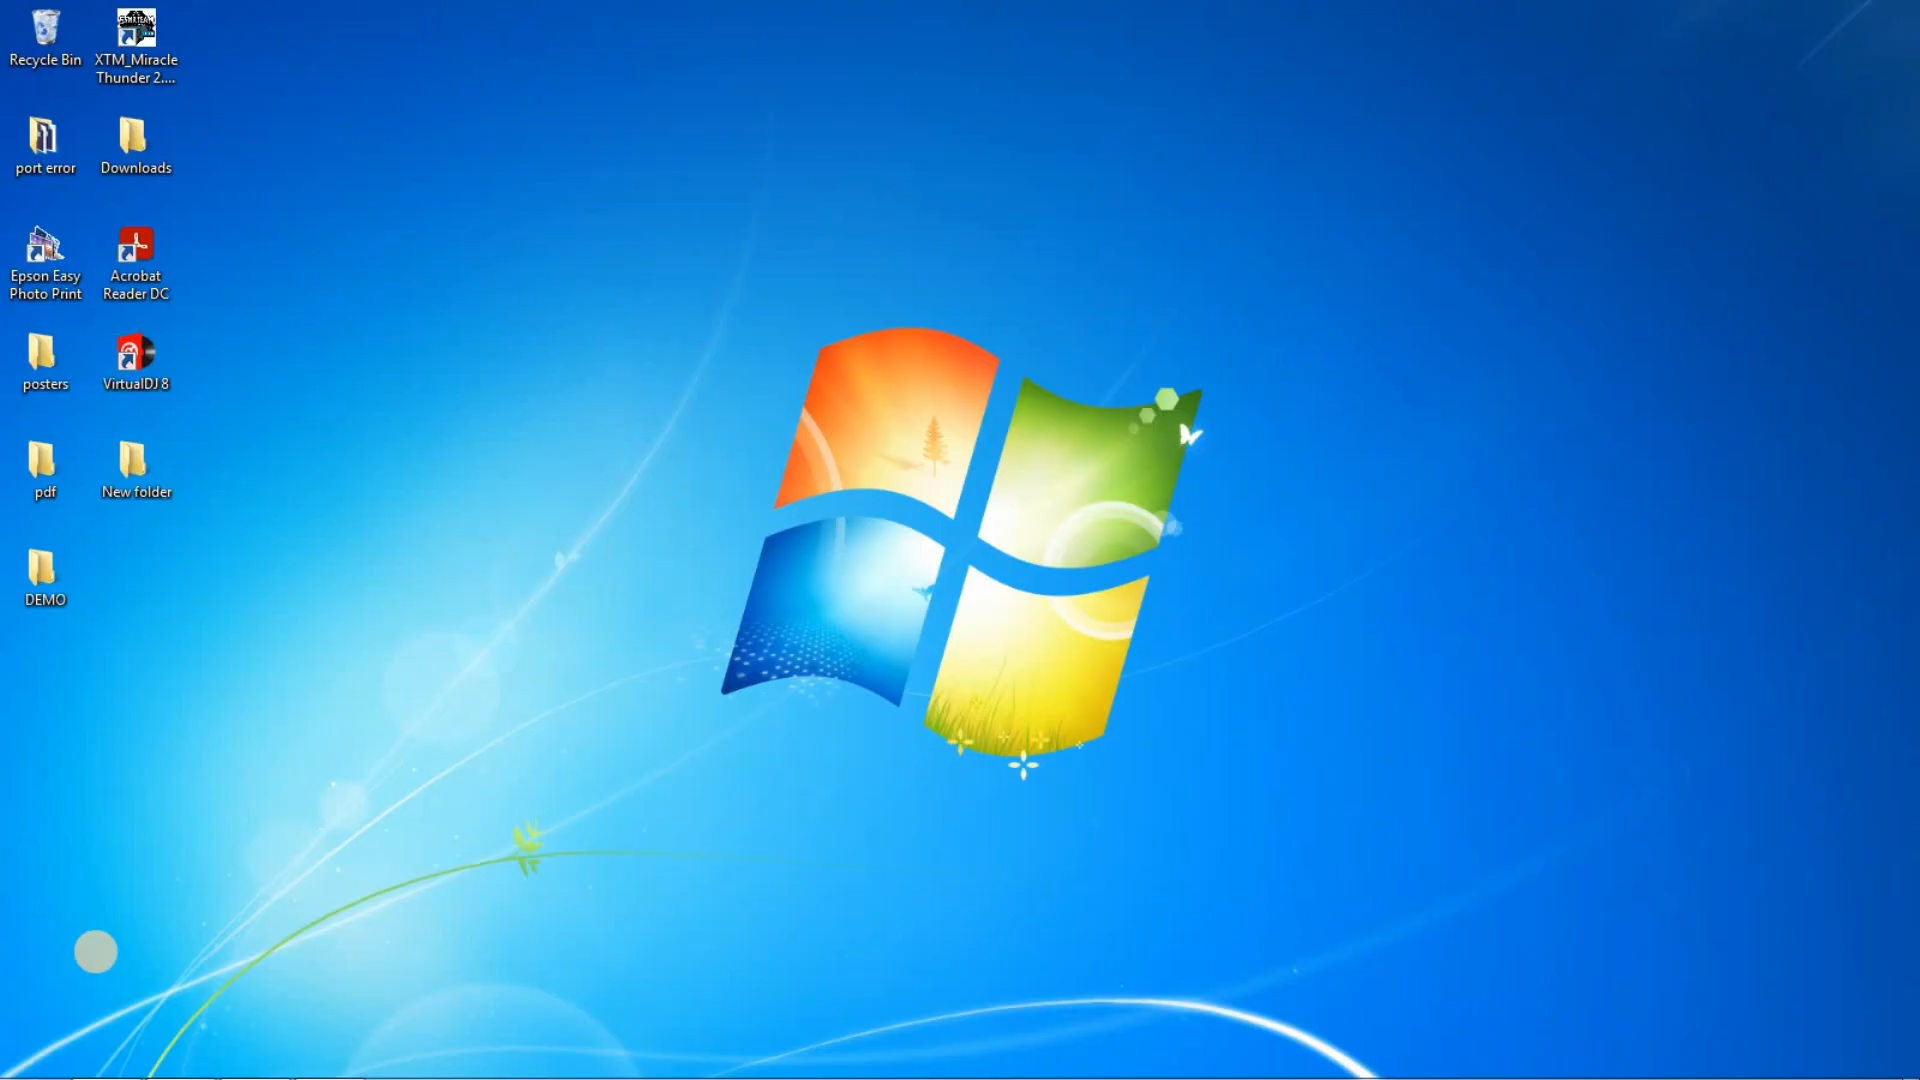 Recycle Bin
XTM_Miracle
Thunder 2....
port error
Downloads
Epson Easy
Photo Print
Acrobat
Reader DC
posters
VirtualDJ 8
pdf
New folder
DEMO